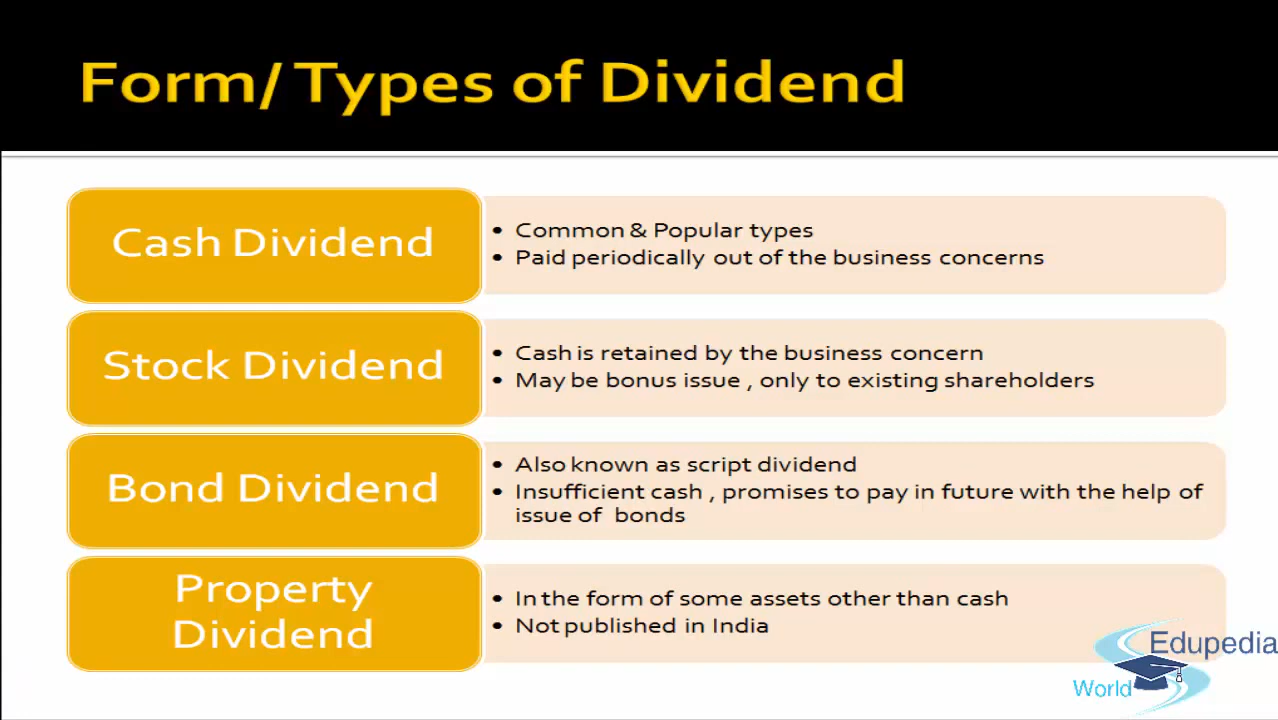 Form/ Types of Dividend
Cash Dividend
• Common & Popular types
• Paid periodically out of the business concerns
Stock Dividend
• Cash is retained by the business concern
• May be bonus issue , only to existing shareholders
Bond Dividend
• Also known as script dividend
• Insufficient cash , promises to pay in future with the help of
issue of bonds
Property
Dividend
• In the form of some assets other than cash
• Not published in India
Edupedia
World